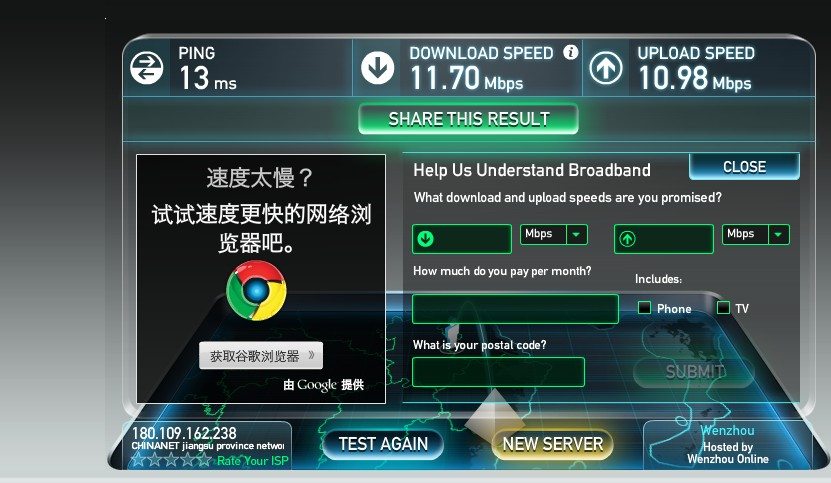 PING
13 ms
DOWNLOAD SPEED
11.70 Mbps
UPLOAD SPEED
10.98 Mbps
SHARE THIS RESULT
速度太慢？
试试速度更快的网络浏
览器吧。
获取谷歌浏览器 »
由 Google 提供
Help Us Understand Broadband
CLOSE
What download and upload speeds are you promised?
Mbps
Mbps
How much do you pay per month?
Includes:
Phone
TV
What is your postal code?
SUBMIT
180.109.162.238
CHINANET jiangsu province networ
Rate Your ISP
TEST AGAIN
NEW SERVER
Wenzhou
Hosted by
Wenzhou Online